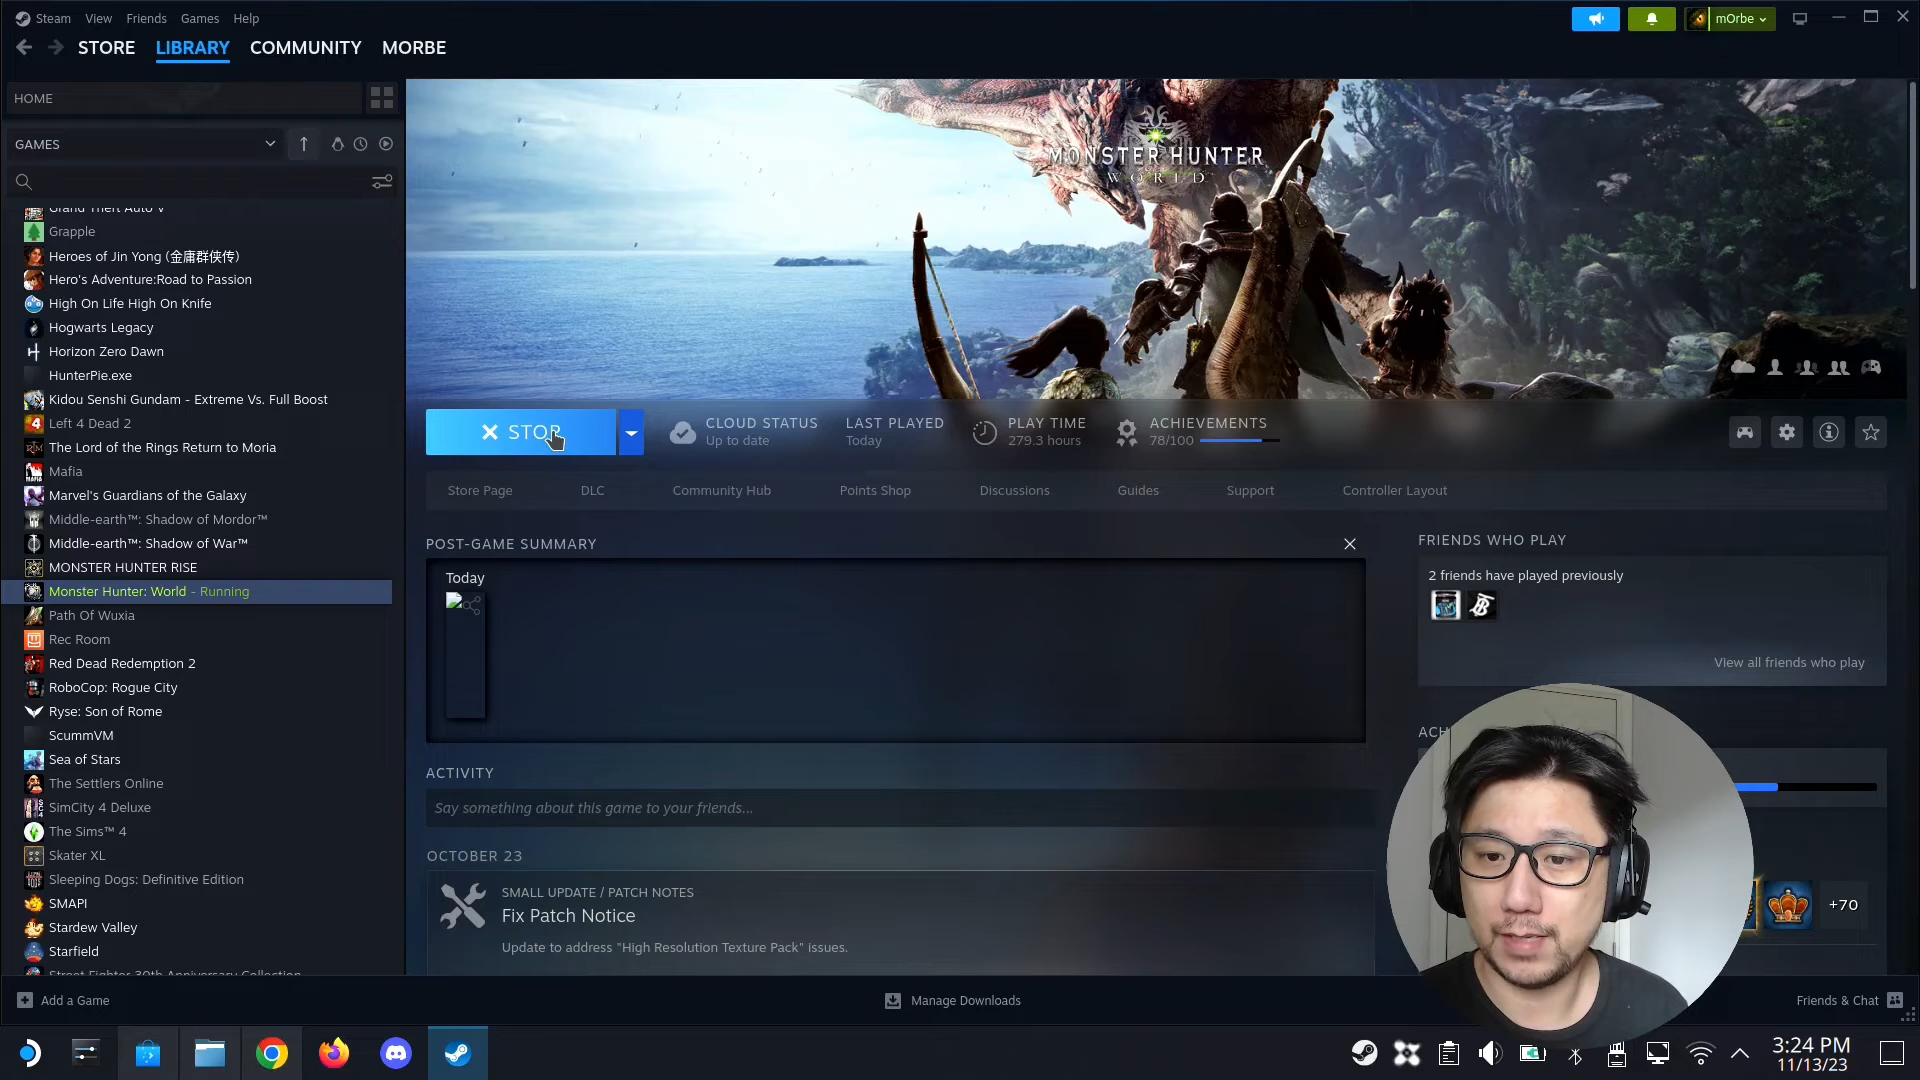 Steam View Friends Games Help
mOrbe
STORE LIBRARY COMMUNITY MORBE
HOME
GAMES
Grand Theft Auto V
Grapple
Heroes of Jin Yong (金庸群侠传)
Hero's Adventure:Road to Passion
High On Life High On Knife
Hogwarts Legacy
Horizon Zero Dawn
HunterPie.exe
Kidou Senshi Gundam - Extreme Vs. Full Boost
Left 4 Dead 2
The Lord of the Rings Return to Moria
Mafia
Marvel's Guardians of the Galaxy
Middle-earth™: Shadow of Mordor™
Middle-earth™: Shadow of War™
MONSTER HUNTER RISE
Monster Hunter: World - Running
Path Of Wuxia
Rec Room
Red Dead Redemption 2
RoboCop: Rogue City
Ryse: Son of Rome
ScummVM
Sea of Stars
The Settlers Online
SimCity 4 Deluxe
The Sims™ 4
Skater XL
Sleeping Dogs: Definitive Edition
SMAPI
Stardew Valley
Starfield
Street Fighter 30th Anniversary Collection
MONSTER HUNTER
WORLD
STOP
CLOUD STATUS
Up to date
LAST PLAYED
Today
PLAY TIME
279.3 hours
ACHIEVEMENTS
78/100
Store Page DLC Community Hub Points Shop Discussions Guides Support Controller Layout
POST-GAME SUMMARY
Today
ACTIVITY
Say something about this game to your friends...
OCTOBER 23
SMALL UPDATE / PATCH NOTES
Fix Patch Notice
Update to address "High Resolution Texture Pack" issues.
FRIENDS WHO PLAY
2 friends have played previously
View all friends who play
+70
Add a Game
Manage Downloads
Friends & Chat
3:24 PM
11/13/23